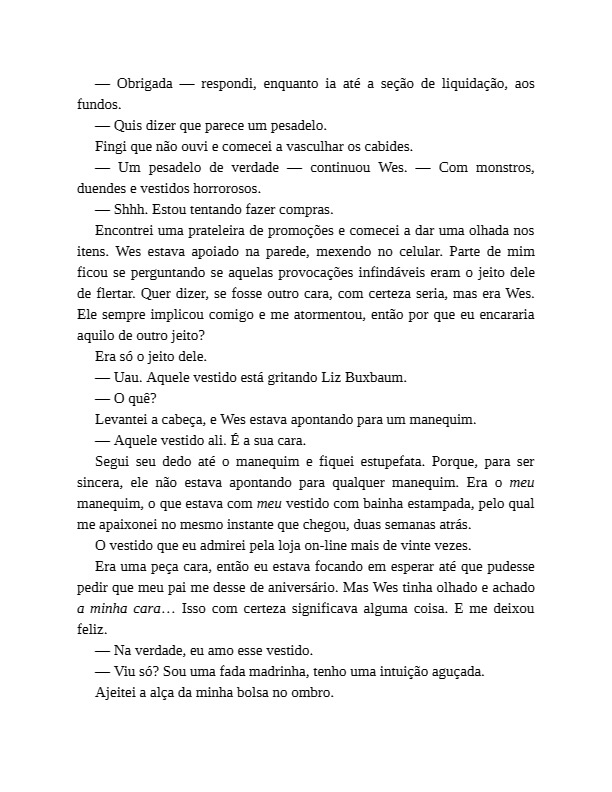 — Obrigada — respondi, enquanto ia até a seção de liquidação, aos
fundos.
— Quis dizer que parece um pesadelo.
Fingi que não ouvi e comecei a vasculhar os cabides.
— Um pesadelo de verdade — continuou Wes. — Com monstros,
duendes e vestidos horrorosos.
— Shhh. Estou tentando fazer compras.
Encontrei uma prateleira de promoções e comecei a dar uma olhada nos
itens. Wes estava apoiado na parede, mexendo no celular. Parte de mim
ficou se perguntando se aquelas provocações infindáveis eram o jeito dele
de flertar. Quer dizer, se fosse outro cara, com certeza seria, mas era Wes.
Ele sempre implicou comigo e me atormentou, então por que eu encararia
aquilo de outro jeito?
Era só o jeito dele.
— Uau. Aquele vestido está gritando Liz Buxbaum.
— O quê?
Levantei a cabeça, e Wes estava apontando para um manequim.
— Aquele vestido ali. É a sua cara.
Segui seu dedo até o manequim e fiquei estupefata. Porque, para ser
sincera, ele não estava apontando para qualquer manequim. Era o meu
manequim, o que estava com meu vestido com bainha estampada, pelo qual
me apaixonei no mesmo instante que chegou, duas semanas atrás.
O vestido que eu admirei pela loja on-line mais de vinte vezes.
Era uma peça cara, então eu estava focando em esperar até que pudesse
pedir que meu pai me desse de aniversário. Mas Wes tinha olhado e achado
a minha cara… Isso com certeza significava alguma coisa. E me deixou
feliz.
— Na verdade, eu amo esse vestido.
— Viu só? Sou uma fada madrinha, tenho uma intuição aguçada.
Ajeitei a alça da minha bolsa no ombro.